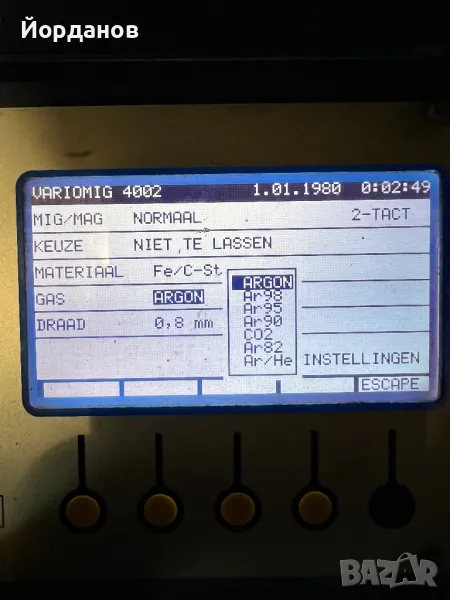 Йорданов
VARIOMIG 4002 1.01.1980 0:02:49
MIG/MAG NORMAAL 2-TACT
KEUZE NIET TE LASSEN
MATERIAAL Fe/C-St
GAS ARGON
DRAAD 0,8 mm
ARGON
Ar98
Ar95
Ar90
CO2
Ar82
Ar/He
INSTELLINGEN
ESCAPE
BAZAR